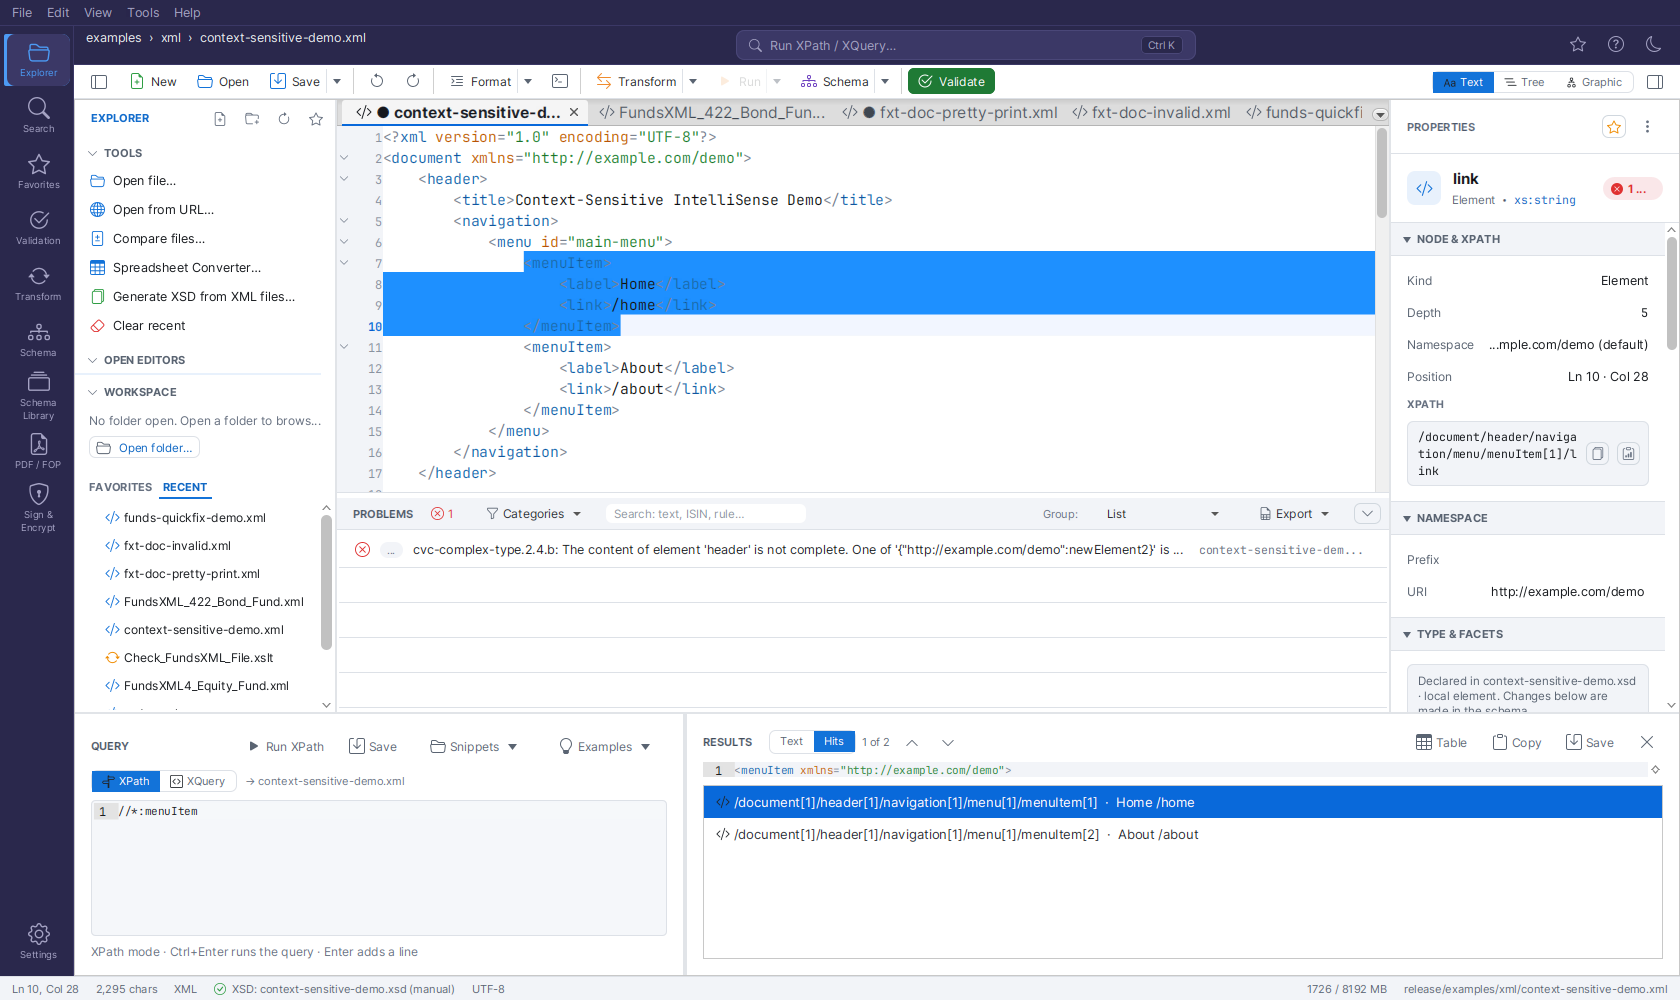 File Edit View Tools Help
examples › xml › context-sensitive-demo.xml
Run XPath / XQuery... Ctrl K
Explorer
Search
Favorites
Validation
Transform
Schema
Schema Library
PDF / FOP
Sign & Encrypt
Settings
New Open Save Format Transform Run Schema Validate Text Tree Graphic
EXPLORER
TOOLS
Open file...
Open from URL...
Compare files...
Spreadsheet Converter...
Generate XSD from XML files...
Clear recent
OPEN EDITORS
WORKSPACE
No folder open. Open a folder to brows...
Open folder...
FAVORITES RECENT
funds-quickfix-demo.xml
fxt-doc-invalid.xml
fxt-doc-pretty-print.xml
FundsXML_422_Bond_Fund.xml
context-sensitive-demo.xml
Check_FundsXML_File.xslt
FundsXML4_Equity_Fund.xml
context-sensitive-d... FundsXML_422_Bond_Fun... fxt-doc-pretty-print.xml fxt-doc-invalid.xml funds-quickfi
1 <?xml version="1.0" encoding="UTF-8"?>
2 <document xmlns="http://example.com/demo">
3 <header>
4 <title>Context-Sensitive IntelliSense Demo</title>
5 <navigation>
6 <menu id="main-menu">
7 <menuItem>
8 <label>Home</label>
9 <link>/home</link>
10 </menuItem>
11 <menuItem>
12 <label>About</label>
13 <link>/about</link>
14 </menuItem>
15 </menu>
16 </navigation>
17 </header>
PROBLEMS 1 Categories Search: text, ISIN, rule... Group: List Export
... cvc-complex-type.2.4.b: The content of element 'header' is not complete. One of '{"http://example.com/demo":newElement2}' is ... context-sensitive-dem...
PROPERTIES
link
Element • xs:string
1 ...
NODE & XPATH
Kind Element
Depth 5
Namespace ...mple.com/demo (default)
Position Ln 10 · Col 28
XPATH
/document/header/naviga
tion/menu/menuItem[1]/l
ink
NAMESPACE
Prefix
URI http://example.com/demo
TYPE & FACETS
Declared in context-sensitive-demo.xsd
· local element. Changes below are
made in the schema
QUERY Run XPath Save Snippets Examples
XPath XQuery → context-sensitive-demo.xml
1 //*:menuItem
XPath mode · Ctrl+Enter runs the query · Enter adds a line
RESULTS Text Hits 1 of 2 Table Copy Save
1 <menuItem xmlns="http://example.com/demo">
/document[1]/header[1]/navigation[1]/menu[1]/menuItem[1] · Home /home
/document[1]/header[1]/navigation[1]/menu[1]/menuItem[2] · About /about
Ln 10, Col 28 2,295 chars XML XSD: context-sensitive-demo.xsd (manual) UTF-8 1726 / 8192 MB release/examples/xml/context-sensitive-demo.xml